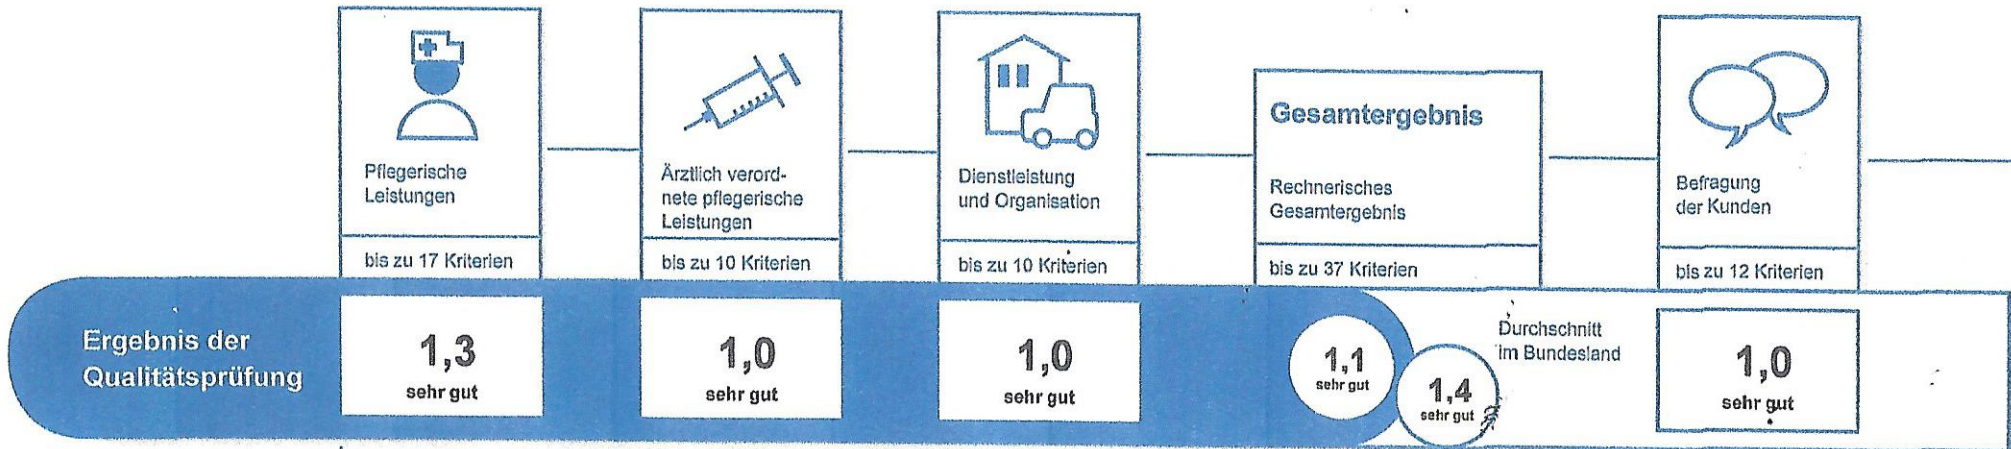 Pflegerische
Leistungen
bis zu 17 Kriterien
Ärztlich verord-
nete pflegerische
Leistungen
bis zu 10 Kriterien
Dienstleistung
und Organisation
bis zu 10 Kriterien
Gesamtergebnis
Rechnerisches
Gesamtergebnis
bis zu 37 Kriterien
Befragung
der Kunden
bis zu 12 Kriterien
Ergebnis der
Qualitätsprüfung
1,3
sehr gut
1,0
sehr gut
1,0
sehr gut
1,1
sehr gut
1,4
sehr gut
Durchschnitt
im Bundesland
1,0
sehr gut